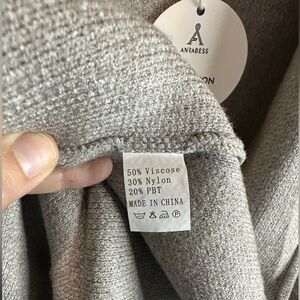 ANRABESS
50% Viscose
30% Nylon
20% PBT
MADE IN CHINA